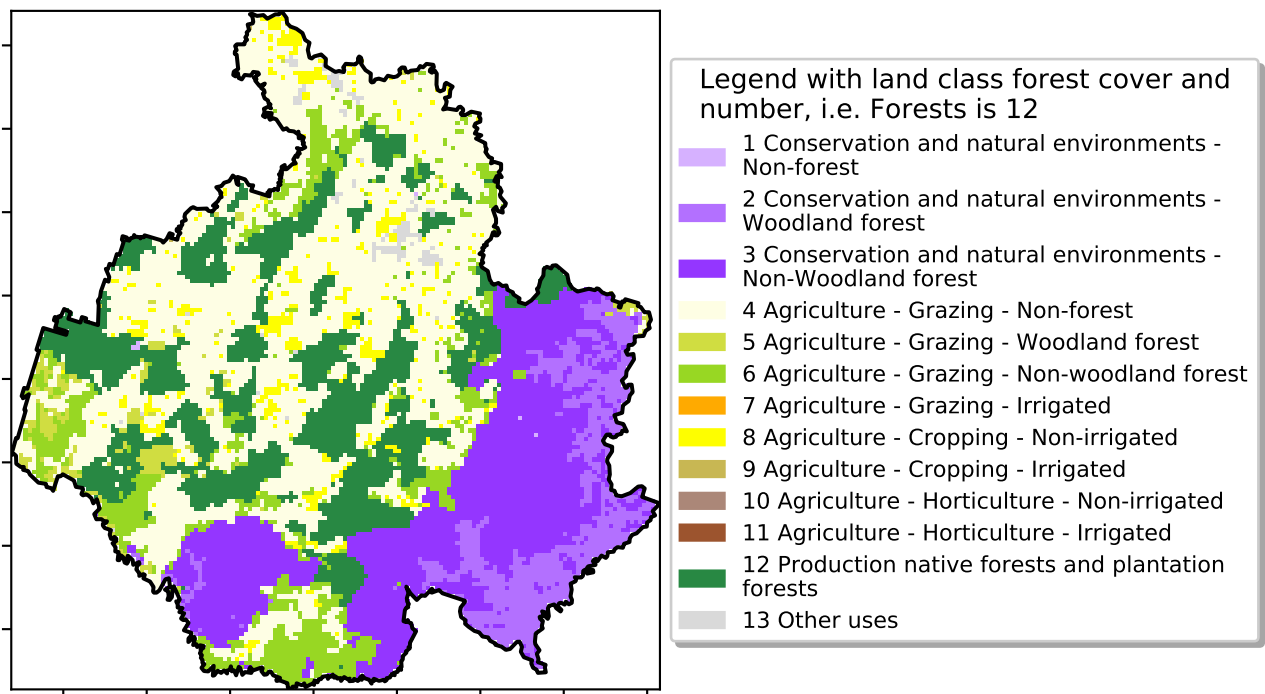 Legend with land class forest cover and
number, i.e. Forests is 12
1 Conservation and natural environments -
Non-forest
2 Conservation and natural environments -
Woodland forest
3 Conservation and natural environments -
Non-Woodland forest
4 Agriculture - Grazing - Non-forest
5 Agriculture - Grazing - Woodland forest
6 Agriculture - Grazing - Non-woodland forest
7 Agriculture - Grazing - Irrigated
8 Agriculture - Cropping - Non-irrigated
9 Agriculture - Cropping - Irrigated
10 Agriculture - Horticulture - Non-irrigated
11 Agriculture - Horticulture - Irrigated
12 Production native forests and plantation
forests
13 Other uses